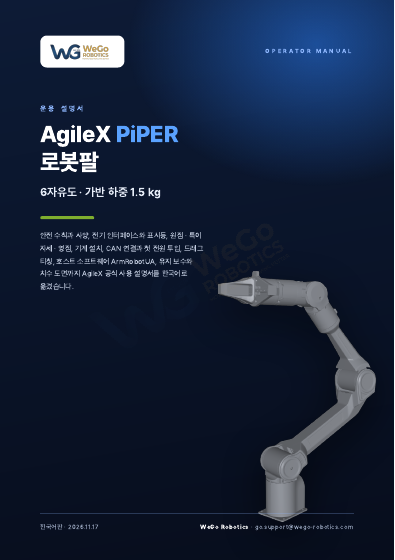 WG WeGo
ROBOTICS
OPERATOR MANUAL
운용 설명서
AgileX PiPER
로봇팔
6자유도 · 가반 하중 1.5 kg
안전 수칙과 사양, 전기 인터페이스와 표시등, 원점 · 특이
자세 · 영점, 기계 설치, CAN 연결과 첫 전원 투입, 드래그
티칭, 호스트 소프트웨어 ArmRobotUA, 유지 보수와
치수 도면까지 AgileX 공식 사용 설명서를 한국어로
옮겼습니다.
WeGo
ROBOTICS
한국어판 · 2026.11.17
WeGo Robotics · go.support@wego-robotics.com